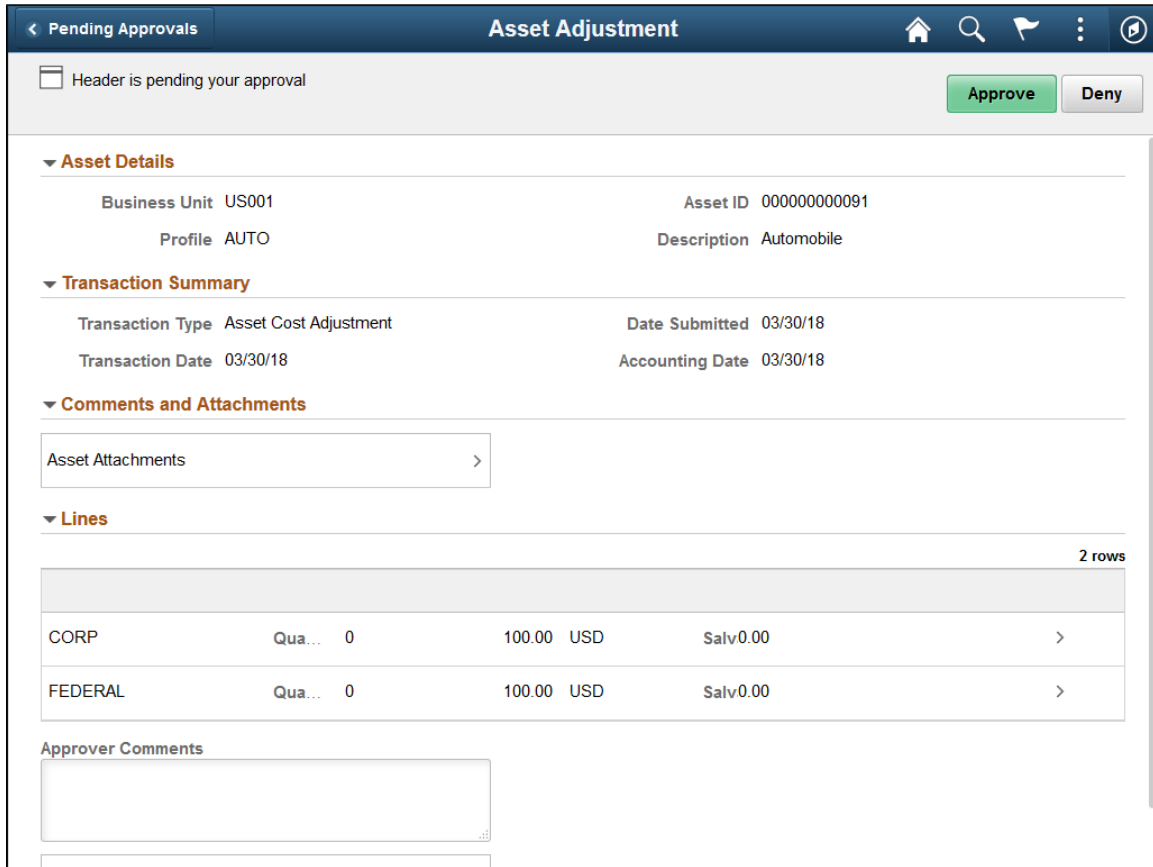 Pending Approvals Asset Adjustment
Header is pending your approval
Approve Deny
Asset Details
Business Unit US001 Asset ID 000000000091
Profile AUTO Description Automobile
Transaction Summary
Transaction Type Asset Cost Adjustment Date Submitted 03/30/18
Transaction Date 03/30/18 Accounting Date 03/30/18
Comments and Attachments
Asset Attachments
Lines
2 rows
CORP Qua... 0 100.00 USD Salv0.00
FEDERAL Qua... 0 100.00 USD Salv0.00
Approver Comments